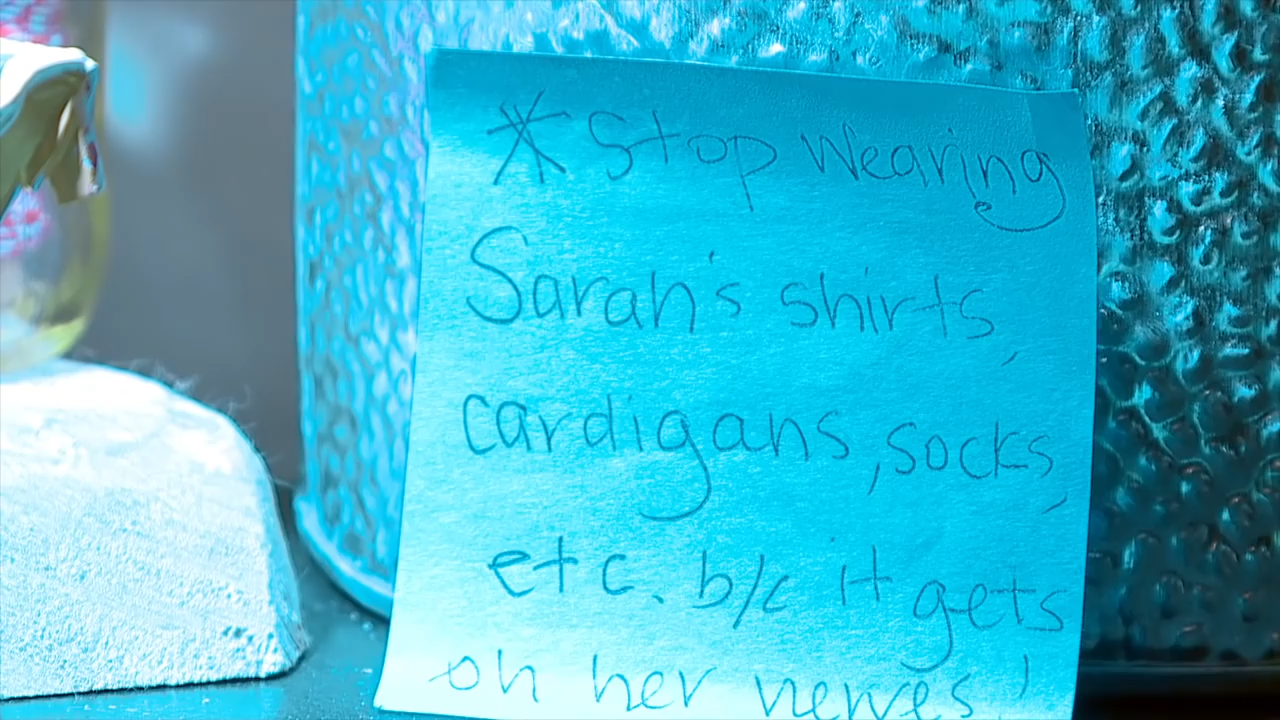 *Stop Wearing
Sarah's shirts,
cardigans, socks,
etc. b/c it gets
on her nerves!